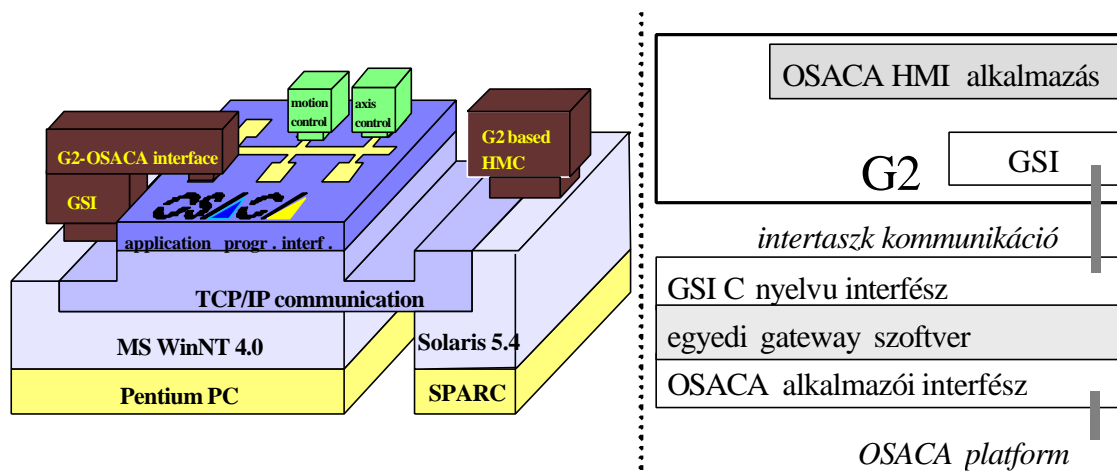 motion
control
axis
control
G2-OSACA interface
GSI
G2 based
HMC
application progr . interf .
TCP/IP communication
MS WinNT 4.0
Solaris 5.4
Pentium PC
SPARC
OSACA HMI alkalmazás
G2
GSI
intertaszk kommunikáció
GSI C nyelvu interfész
egyedi gateway szoftver
OSACA alkalmazói interfész
OSACA platform